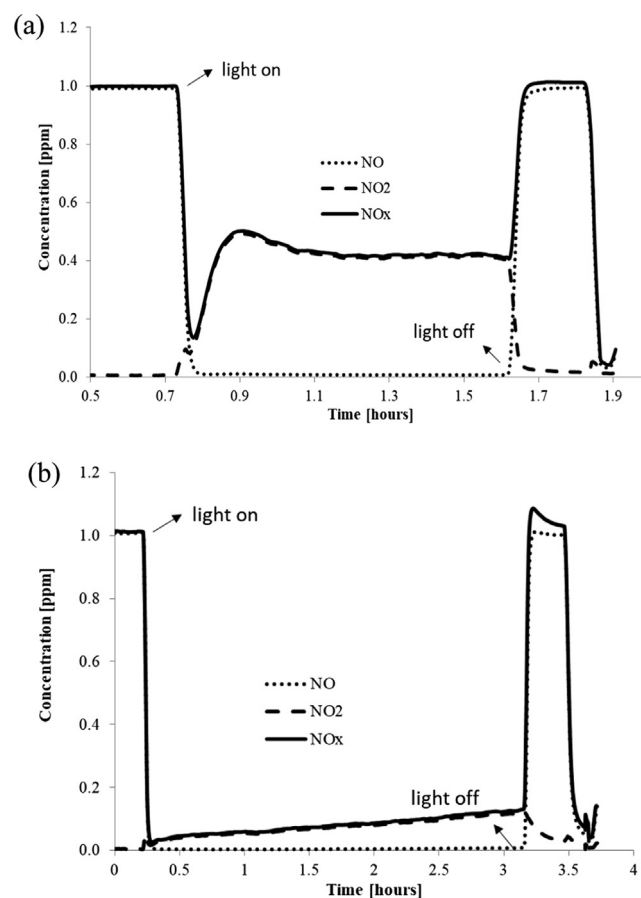 (a)
1.2
light on
1.0
Concentration [ppm]
0.8
NO
NO2
NOx
0.6
0.4
0.2
light off
0.0
0.5 0.7 0.9 1.1 1.3 1.5 1.7 1.9
Time [hours]
(b)
1.2
light on
1.0
Concentration [ppm]
0.8
0.6
NO
NO2
NOx
0.4
0.2
light off
0.0
0 0.5 1 1.5 2 2.5 3 3.5 4
Time [hours]